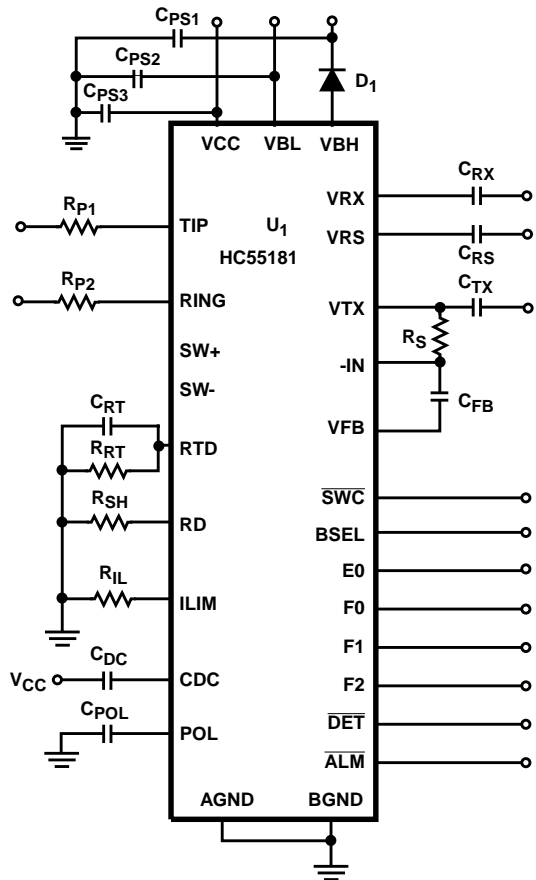 CPS1
CPS2
CPS3
D1
VCC VBL VBH
CRX
VRX
RP1
TIP
U1
HC55181
VRS
CRS
CTX
RP2
RING
VTX
RS
SW+
-IN
SW-
CFB
CRT
RTD
VFB
RRT
RSH
RD
SWC
BSEL
RIL
ILIM
E0
F0
F1
CDC
VCC
CDC
F2
CPOL
POL
DET
ALM
AGND BGND